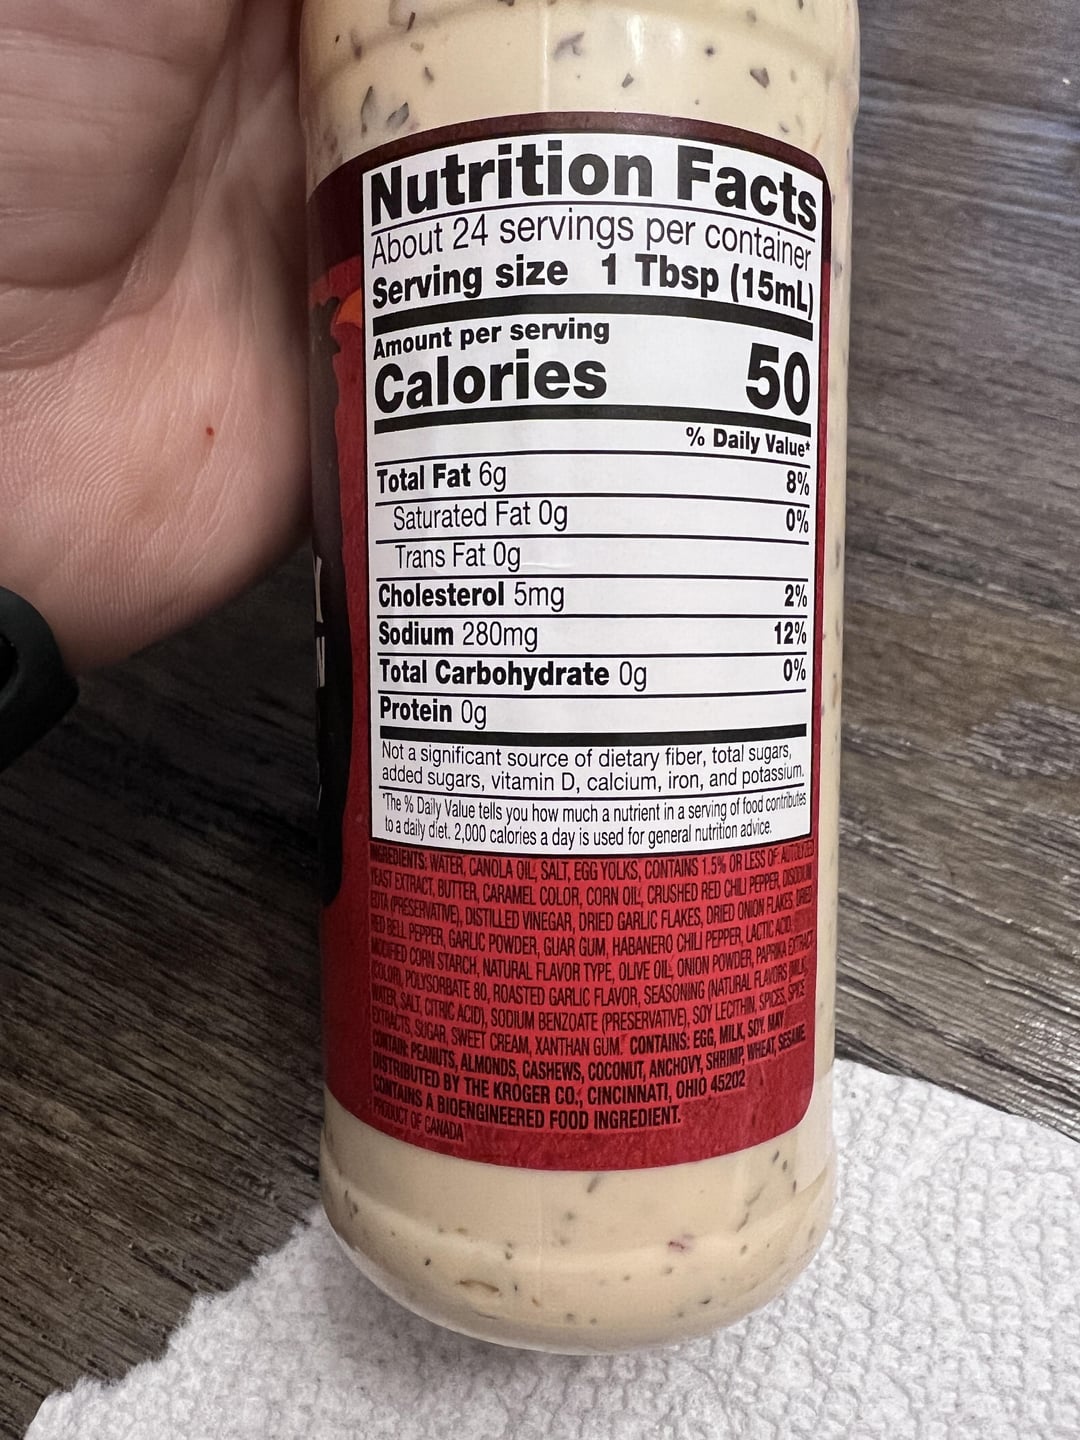 Nutrition Facts
About 24 servings per container
Serving size 1 Tbsp (15mL)
Amount per serving
Calories 50
% Daily Value*
Total Fat 6g 8%
Saturated Fat 0g 0%
Trans Fat 0g
Cholesterol 5mg 2%
Sodium 280mg 12%
Total Carbohydrate 0g 0%
Protein 0g
Not a significant source of dietary fiber, total sugars,
added sugars, vitamin D, calcium, iron, and potassium.
*The % Daily Value tells you how much a nutrient in a serving of food contributes
to a daily diet. 2,000 calories a day is used for general nutrition advice.
INGREDIENTS: WATER, CANOLA OIL, SALT, EGG YOLKS, CONTAINS 1.5% OR LESS OF: AUTOLYZED
YEAST EXTRACT, BUTTER, CARAMEL COLOR, CORN OIL, CRUSHED RED CHILI PEPPER, DISODIUM
EDTA (PRESERVATIVE), DISTILLED VINEGAR, DRIED GARLIC FLAKES, DRIED ONION FLAKES, DRIED
RED BELL PEPPER, GARLIC POWDER, GUAR GUM, HABANERO CHILI PEPPER, LACTIC ACID,
MODIFIED CORN STARCH, NATURAL FLAVOR TYPE, OLIVE OIL, ONION POWDER, PAPRIKA EXTRACT
(COLOR), POLYSORBATE 80, ROASTED GARLIC FLAVOR, SEASONING (NATURAL FLAVORS (MILK),
WATER, SALT, CITRIC ACID), SODIUM BENZOATE (PRESERVATIVE), SOY LECITHIN, SPICES, SPICE
EXTRACTS, SUGAR, SWEET CREAM, XANTHAN GUM. CONTAINS: EGG, MILK, SOY. MAY
CONTAIN: PEANUTS, ALMONDS, CASHEWS, COCONUT, ANCHOVY, SHRIMP, WHEAT, SESAME.
DISTRIBUTED BY THE KROGER CO., CINCINNATI, OHIO 45202
CONTAINS A BIOENGINEERED FOOD INGREDIENT.
PRODUCT OF CANADA